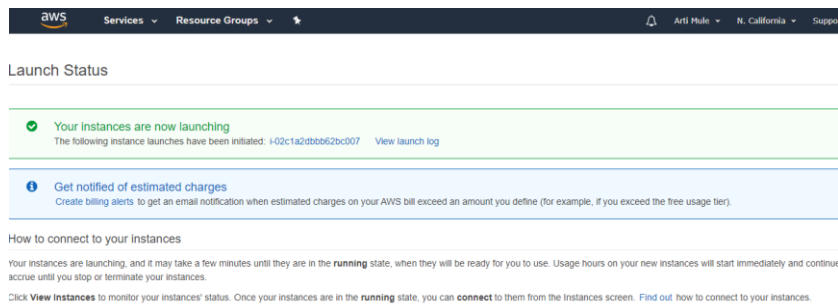 aws Services Resource Groups Arti Mule N. California Suppo
Launch Status
Your instances are now launching
The following instance launches have been initiated: i-02c1a2dbbb62bc007 View launch log
Get notified of estimated charges
Create billing alerts to get an email notification when estimated charges on your AWS bill exceed an amount you define (for example, if you exceed the free usage tier).
How to connect to your instances
Your instances are launching, and it may take a few minutes until they are in the running state, when they will be ready for you to use. Usage hours on your new instances will start immediately and continue
accrue until you stop or terminate your instances.
Click View Instances to monitor your instances' status. Once your instances are in the running state, you can connect to them from the Instances screen. Find out how to connect to your instances.